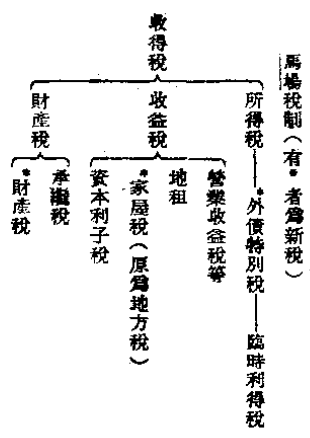 馬場稅制（有*者爲新稅）
收得稅
所得稅——*外債特別稅——臨時利得稅
收益稅
營業收益稅等
地租
*家屋稅（原爲地方稅）
資本利子稅
財產稅
承繼稅
*財產稅